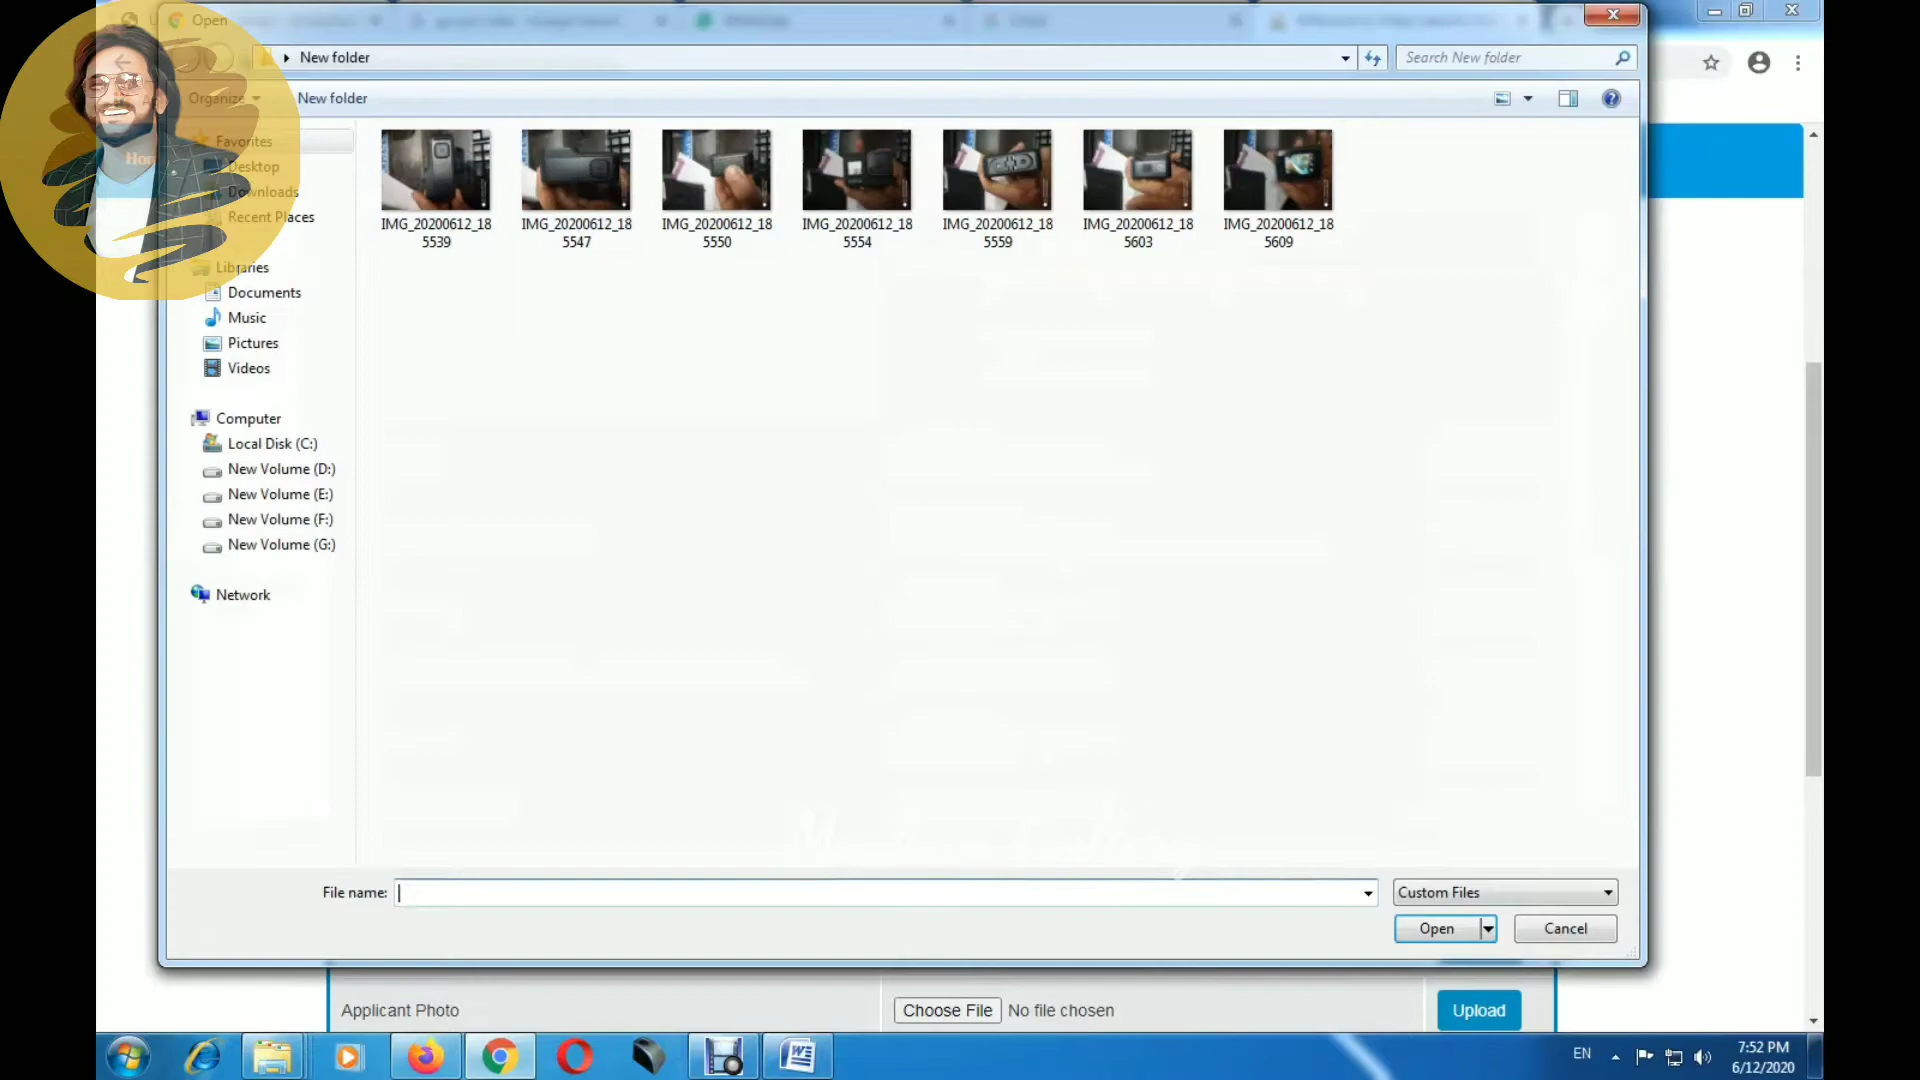 Open
New folder
Search New folder
Organize
New folder
Favorites
Desktop
Downloads
Recent Places
Libraries
Documents
Music
Pictures
Videos
Computer
Local Disk (C:)
New Volume (D:)
New Volume (E:)
New Volume (F:)
New Volume (G:)
Network
IMG_20200612_18
5539
IMG_20200612_18
5547
IMG_20200612_18
5550
IMG_20200612_18
5554
IMG_20200612_18
5559
IMG_20200612_18
5603
IMG_20200612_18
5609
File name:
Custom Files
Open
Cancel
Applicant Photo
Choose File No file chosen
Upload
EN
7:52 PM
6/12/2020